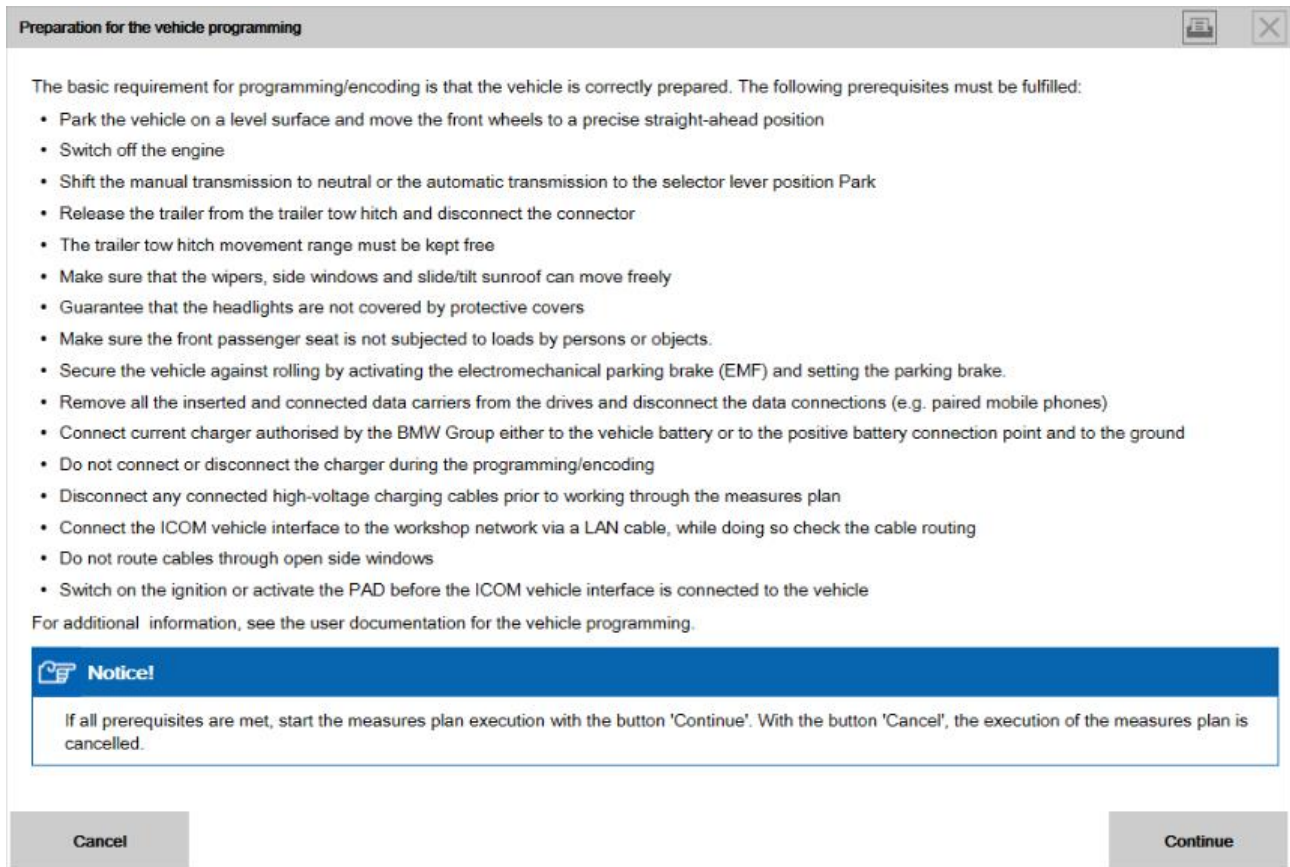 Preparation for the vehicle programming
The basic requirement for programming/encoding is that the vehicle is correctly prepared. The following prerequisites must be fulfilled:
• Park the vehicle on a level surface and move the front wheels to a precise straight-ahead position
• Switch off the engine
• Shift the manual transmission to neutral or the automatic transmission to the selector lever position Park
• Release the trailer from the trailer tow hitch and disconnect the connector
• The trailer tow hitch movement range must be kept free
• Make sure that the wipers, side windows and slide/tilt sunroof can move freely
• Guarantee that the headlights are not covered by protective covers
• Make sure the front passenger seat is not subjected to loads by persons or objects.
• Secure the vehicle against rolling by activating the electromechanical parking brake (EMF) and setting the parking brake.
• Remove all the inserted and connected data carriers from the drives and disconnect the data connections (e.g. paired mobile phones)
• Connect current charger authorised by the BMW Group either to the vehicle battery or to the positive battery connection point and to the ground
• Do not connect or disconnect the charger during the programming/encoding
• Disconnect any connected high-voltage charging cables prior to working through the measures plan
• Connect the ICOM vehicle interface to the workshop network via a LAN cable, while doing so check the cable routing
• Do not route cables through open side windows
• Switch on the ignition or activate the PAD before the ICOM vehicle interface is connected to the vehicle
For additional information, see the user documentation for the vehicle programming.
Notice!
If all prerequisites are met, start the measures plan execution with the button 'Continue'. With the button 'Cancel', the execution of the measures plan is
cancelled.
Cancel
Continue